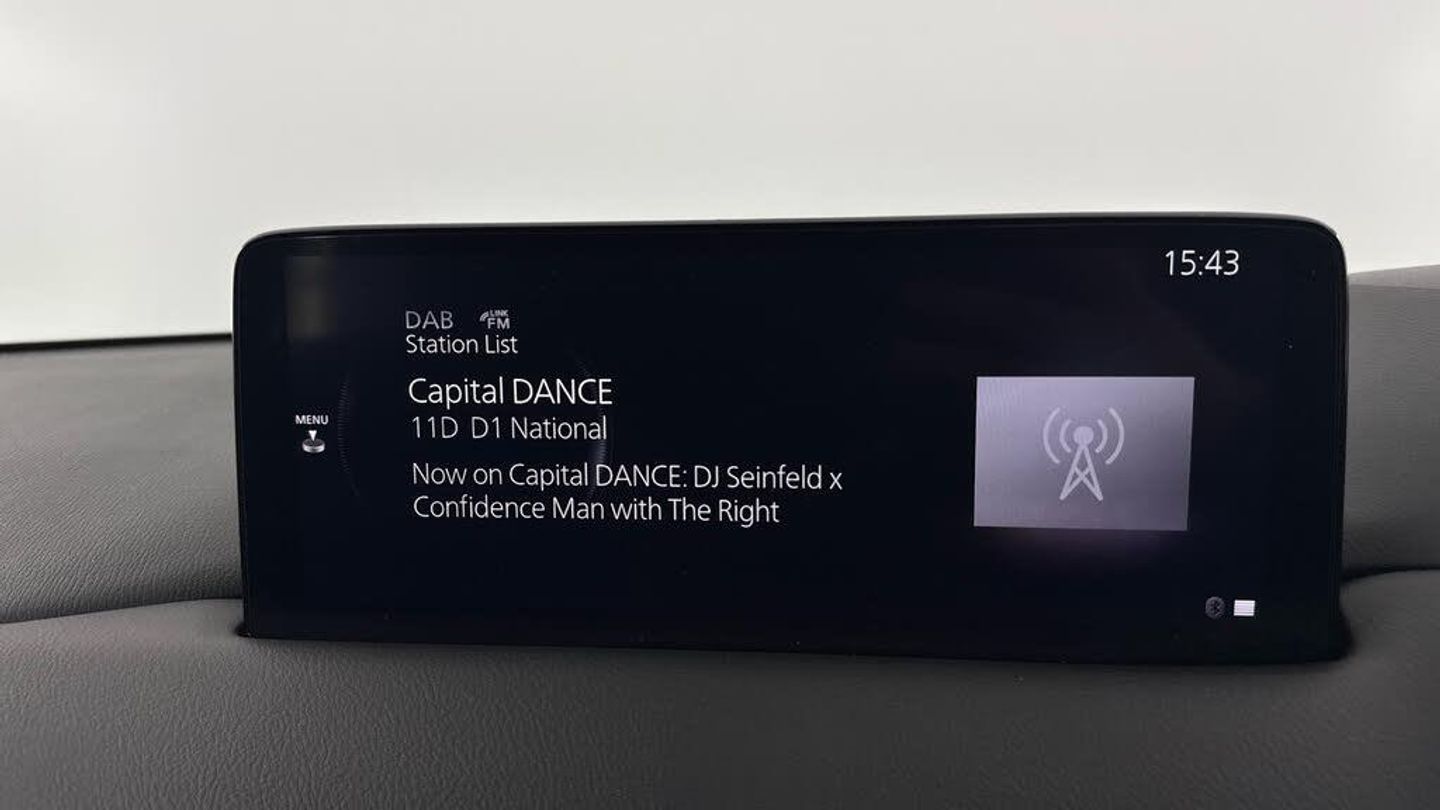 15:43
DAB LINK FM
Station List
Capital DANCE
11D D1 National
MENU
Now on Capital DANCE: DJ Seinfeld x
Confidence Man with The Right